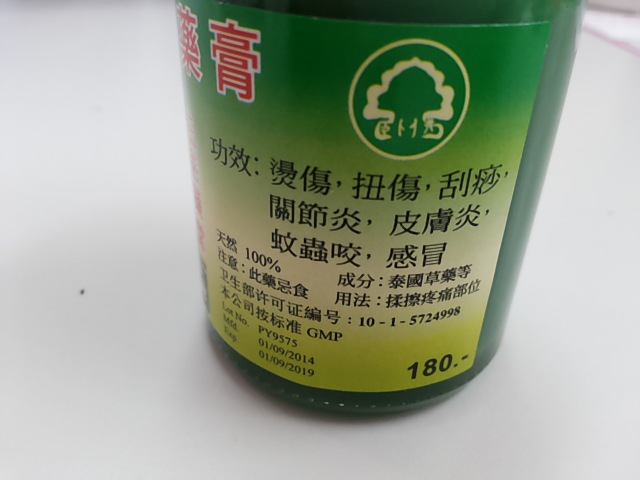 藥膏
功效：燙傷，扭傷，刮痧，
關節炎，皮膚炎，
蚊蟲咬，感冒
天然 100%
注意：此藥忌食
成分：泰國草藥等
用法：揉擦疼痛部位
卫生部许可证編号：10-1-5724998
本公司按标准 GMP
Lot No. PY9575
Mfd. 01/09/2014
Exp. 01/09/2019
180.-